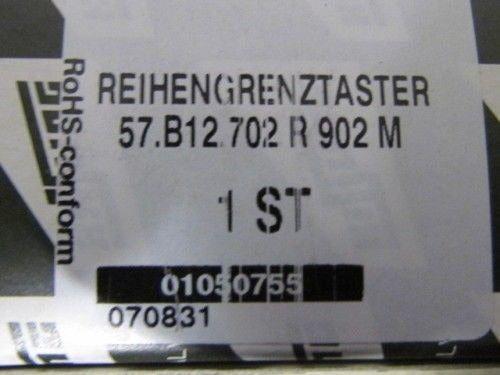 REIHENGRENZTASTER
57.B12.702 R 902 M
1 ST
01050755
070831
RoHS-conform